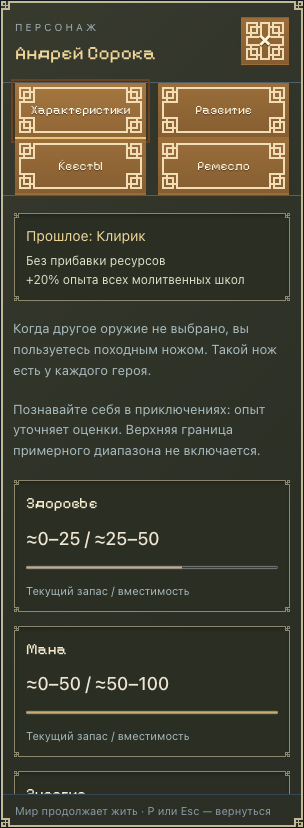 ПЕРСОНАЖ
Андрей Сорока
Характеристики
Развитие
Квесты
Ремесло
Прошлое: Клирик
Без прибавки ресурсов
+20% опыта всех молитвенных школ
Когда другое оружие не выбрано, вы
пользуетесь походным ножом. Такой нож
есть у каждого героя.
Познавайте себя в приключениях: опыт
уточняет оценки. Верхняя граница
примерного диапазона не включается.
Здоровье
≈0–25 / ≈25–50
Текущий запас / вместимость
Мана
≈0–50 / ≈50–100
Текущий запас / вместимость
Мир продолжает жить · P или Esc — вернуться